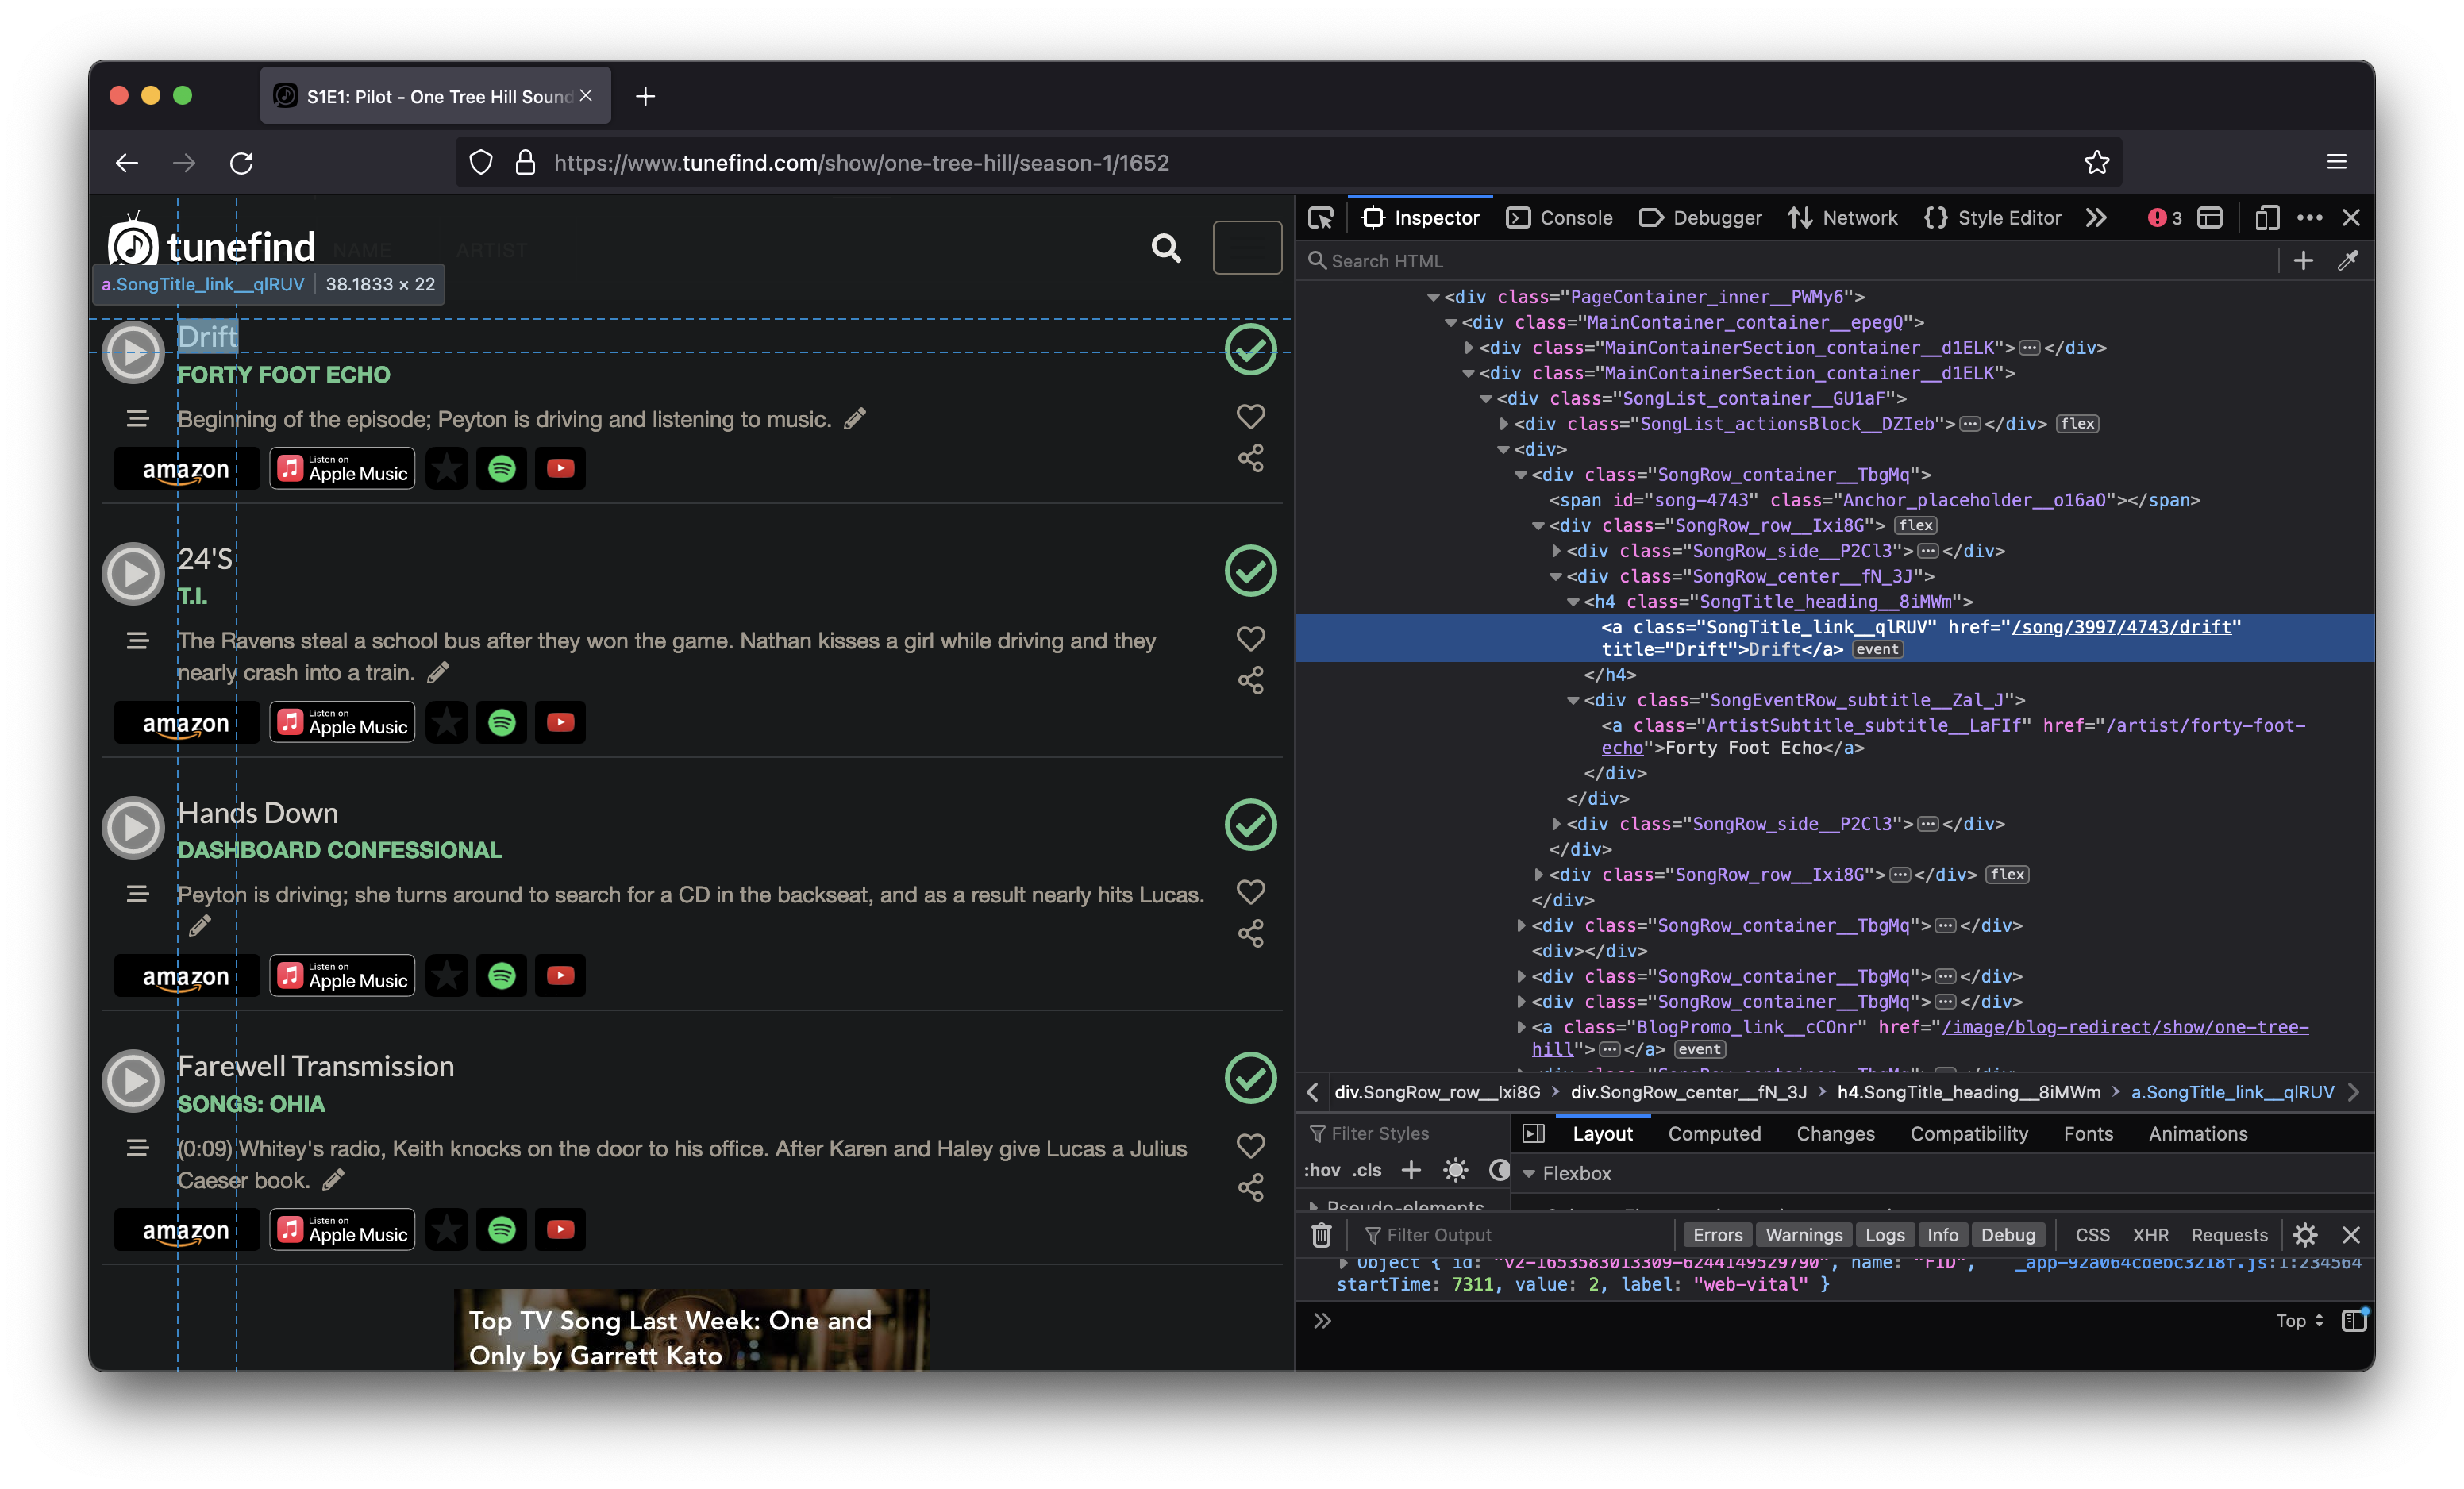 S1E1: Pilot - One Tree Hill Sound
https://www.tunefind.com/show/one-tree-hill/season-1/1652
tunefind
NAME ARTIST
a.SongTitle_link__qlRUV 38.1833 × 22
Drift
FORTY FOOT ECHO
Beginning of the episode; Peyton is driving and listening to music.
amazon Listen on Apple Music
24'S
T.I.
The Ravens steal a school bus after they won the game. Nathan kisses a girl while driving and they
nearly crash into a train.
amazon Listen on Apple Music
Hands Down
DASHBOARD CONFESSIONAL
Peyton is driving; she turns around to search for a CD in the backseat, and as a result nearly hits Lucas.
amazon Listen on Apple Music
Farewell Transmission
SONGS: OHIA
(0:09) Whitey's radio, Keith knocks on the door to his office. After Karen and Haley give Lucas a Julius
Caeser book.
amazon Listen on Apple Music
Top TV Song Last Week: One and
Only by Garrett Kato
Inspector Console Debugger Network Style Editor 3
Search HTML
<div class="PageContainer_inner__PWMy6">
<div class="MainContainer_container__epegQ">
<div class="MainContainerSection_container__d1ELK"></div>
<div class="MainContainerSection_container__d1ELK">
<div class="SongList_container__GU1aF">
<div class="SongList_actionsBlock__DZIeb"></div> flex
<div>
<div class="SongRow_container__TbgMq">
<span id="song-4743" class="Anchor_placeholder__o16aO"></span>
<div class="SongRow_row__Ixi8G"> flex
<div class="SongRow_side__P2Cl3"></div>
<div class="SongRow_center__fN_3J">
<h4 class="SongTitle_heading__8iMWm">
<a class="SongTitle_link__qlRUV" href="/song/3997/4743/drift"
title="Drift">Drift</a> event
</h4>
<div class="SongEventRow_subtitle__Zal_J">
<a class="ArtistSubtitle_subtitle__LaFIf" href="/artist/forty-foot-
echo">Forty Foot Echo</a>
</div>
</div>
<div class="SongRow_side__P2Cl3"></div>
</div>
<div class="SongRow_row__Ixi8G"></div> flex
</div>
<div class="SongRow_container__TbgMq"></div>
<div></div>
<div class="SongRow_container__TbgMq"></div>
<div class="SongRow_container__TbgMq"></div>
<a class="BlogPromo_link__cCOnr" href="/image/blog-redirect/show/one-tree-
hill"></a> event
div.SongRow_row__Ixi8G > div.SongRow_center__fN_3J > h4.SongTitle_heading__8iMWm > a.SongTitle_link__qlRUV
Filter Styles
:hov .cls
Pseudo-elements
Layout Computed Changes Compatibility Fonts Animations
Flexbox
Filter Output Errors Warnings Logs Info Debug CSS XHR Requests
Object { id: "v2-1653583013309-6244149529790", name: "FID", _app-92a064cdebc3218f.js:1:234564
startTime: 7311, value: 2, label: "web-vital" }
Top